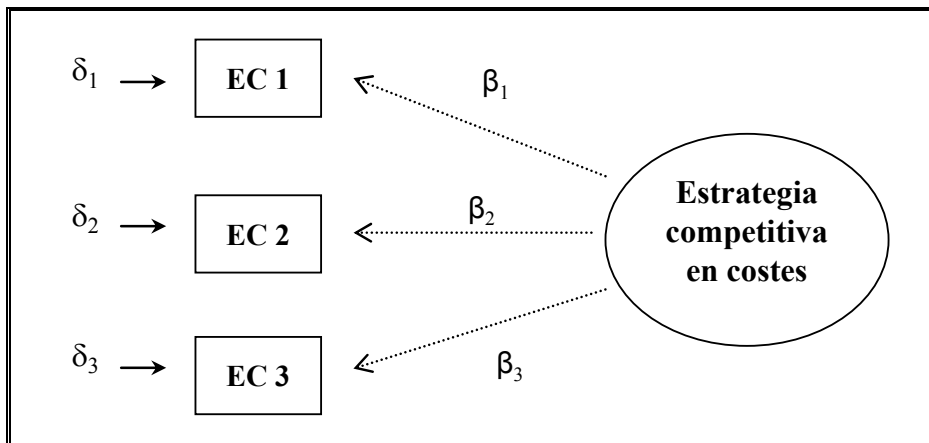 δ1
EC 1
β1
δ2
EC 2
β2
Estrategia
competitiva
en costes
δ3
EC 3
β3